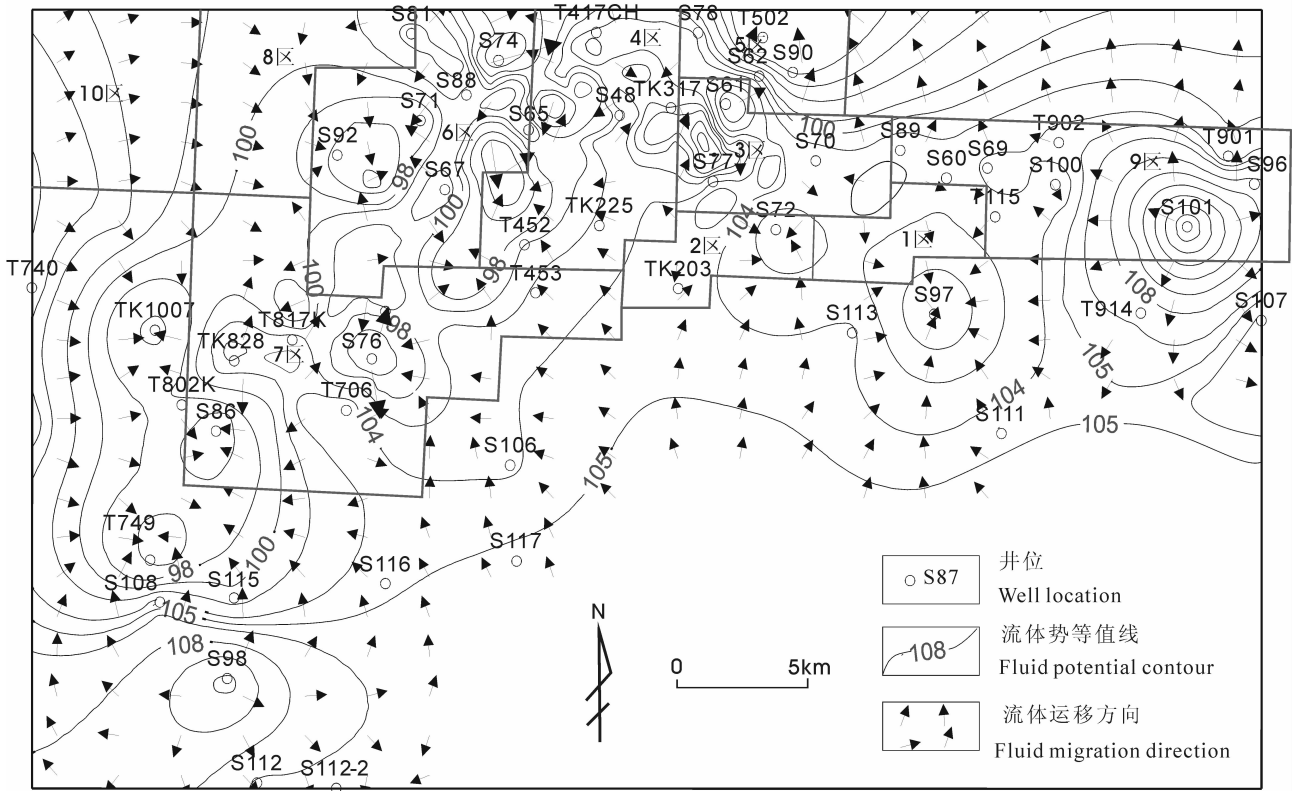 S81
T417CH
S78
T502
8区
S74
4区
5区
S62
S90
10区
S88
TK317
S61
S71
S48
S65
100
S92
6区
100
S89
T902
T901
S70
3区
S77
S60
S69
S100
9区
S96
98
S67
100
T115
S101
TK225
104
S72
T452
2区
1区
T740
100
98
T453
TK203
108
S97
T914
S107
TK1007
T817K
98
S113
TK828
7区
S76
105
T802K
T706
104
S86
104
S111
105
S106
105
T749
100
S117
98
S116
S108
S115
105
108
S98
S112
S112-2
N
0
5km
S87
井位
Well location
108
流体势等值线
Fluid potential contour
流体运移方向
Fluid migration direction